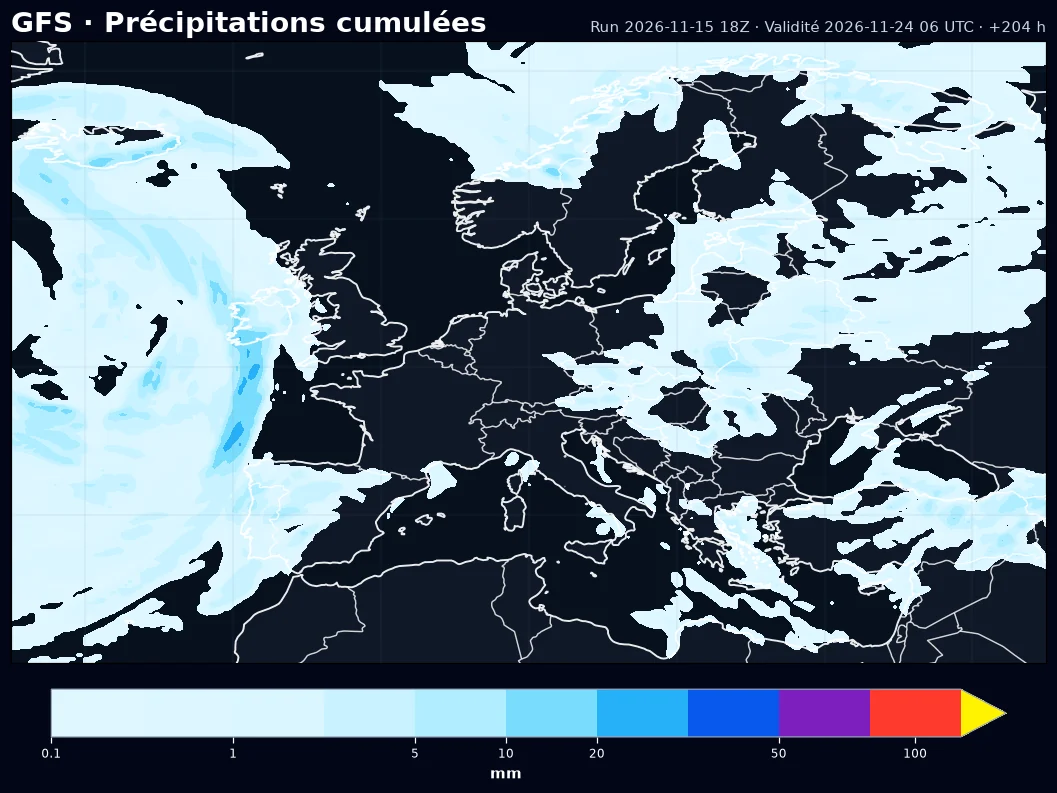 GFS · Précipitations cumulées
Run 2026-11-15 18Z · Validité 2026-11-24 06 UTC · +204 h
0.1 1 5 10 20 50 100
mm